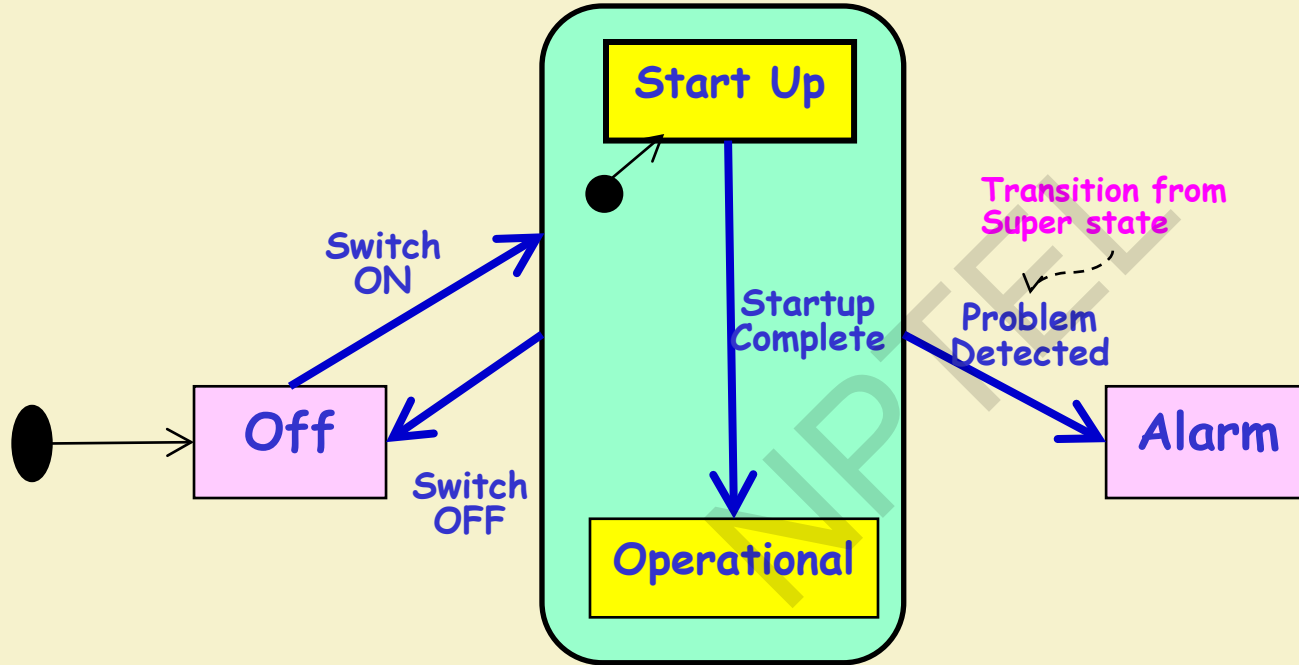 Start Up
Transition from
Super state
Switch
ON
Startup
Complete
Problem
Detected
Off
Alarm
Switch
OFF
Operational
NPTEL